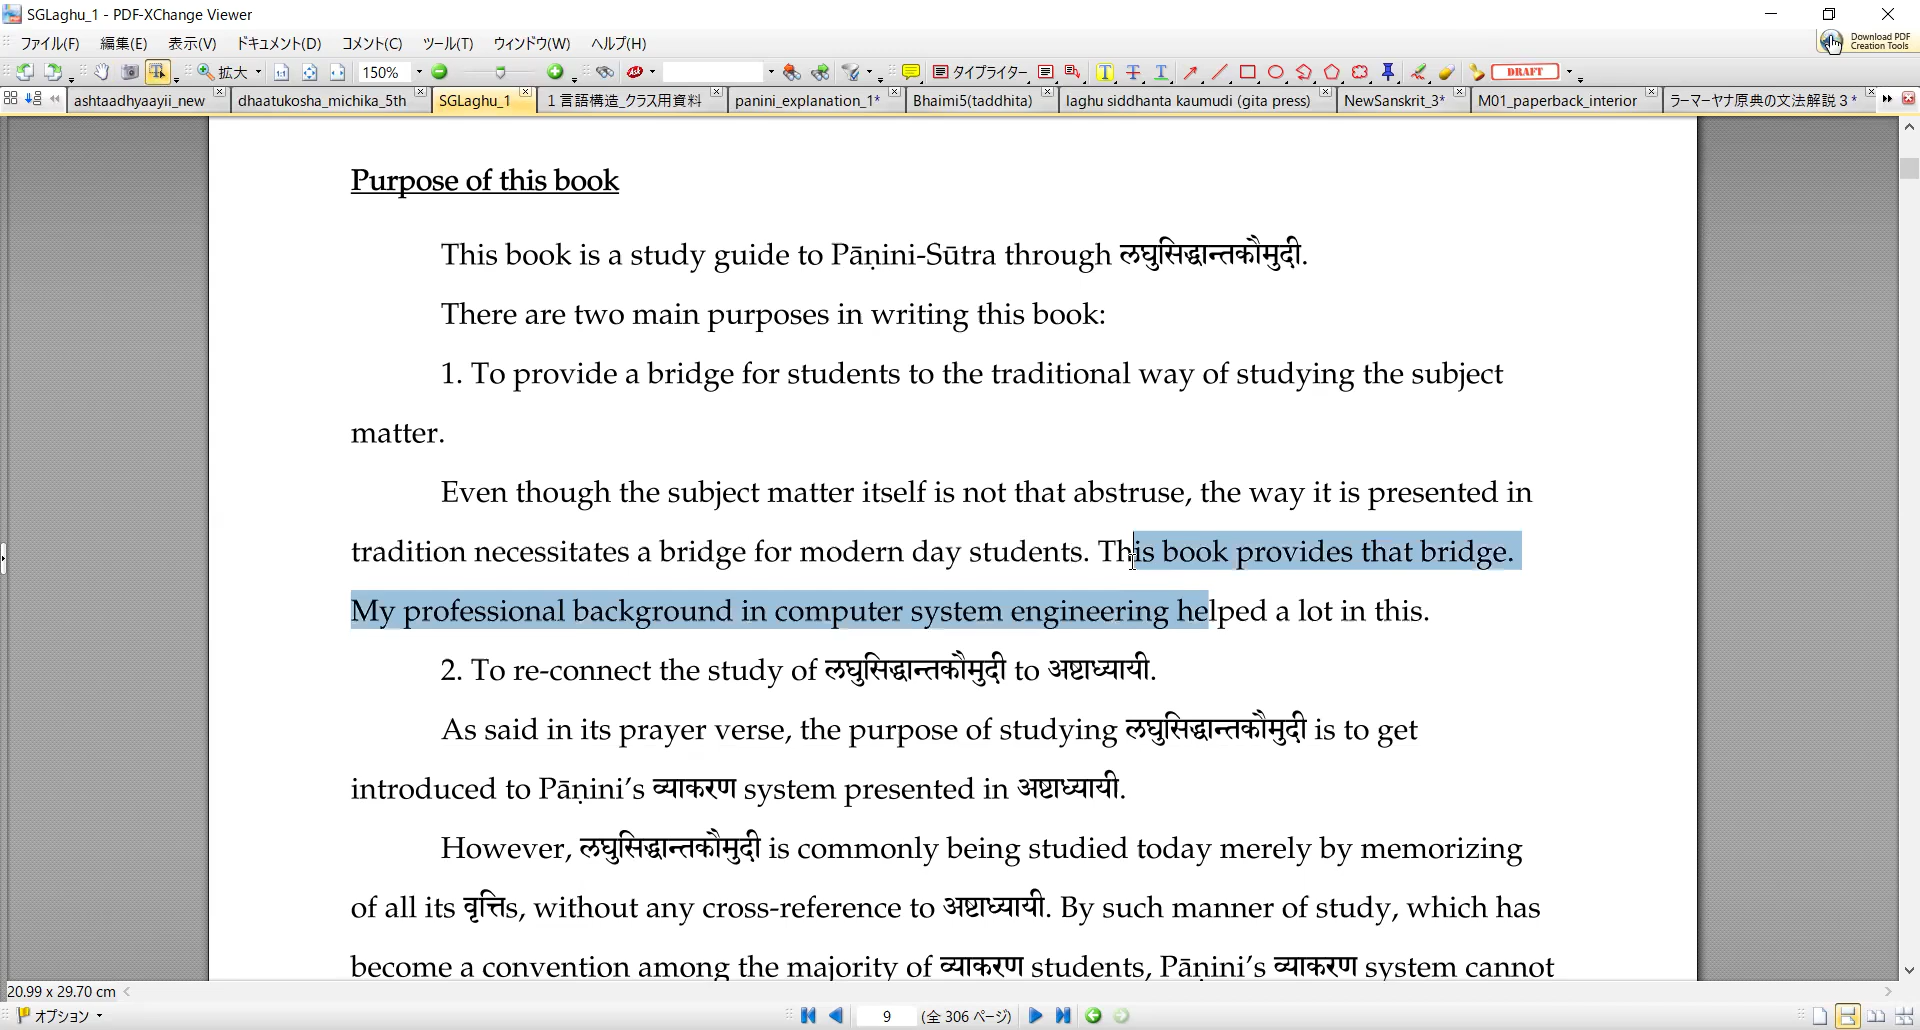 SGLaghu_1 - PDF-XChange Viewer
ファイル(F) 編集(E) 表示(V) ドキュメント(D) コメント(C) ツール(T) ウィンドウ(W) ヘルプ(H)
Download PDF
Creation Tools
拡大 150% タイプライター DRAFT
ashtaadhyaayii_new dhaatukosha_michika_5th SGLaghu_1 1 言語構造_クラス用資料 panini_explanation_1* Bhaimi5(taddhita) laghu siddhanta kaumudi (gita press) NewSanskrit_3* M01_paperback_interior ラーマーヤナ原典の文法解説 3 *
Purpose of this book
This book is a study guide to Pāṇini-Sūtra through लघुसिद्धान्तकौमुदी.
There are two main purposes in writing this book:
1. To provide a bridge for students to the traditional way of studying the subject
matter.
Even though the subject matter itself is not that abstruse, the way it is presented in
tradition necessitates a bridge for modern day students. This book provides that bridge.
My professional background in computer system engineering helped a lot in this.
2. To re-connect the study of लघुसिद्धान्तकौमुदी to अष्टाध्यायी.
As said in its prayer verse, the purpose of studying लघुसिद्धान्तकौमुदी is to get
introduced to Pāṇini’s व्याकरण system presented in अष्टाध्यायी.
However, लघुसिद्धान्तकौमुदी is commonly being studied today merely by memorizing
of all its वृत्तिs, without any cross-reference to अष्टाध्यायी. By such manner of study, which has
become a convention among the majority of व्याकरण students, Pāṇini’s व्याकरण system cannot
20.99 x 29.70 cm
オプション 9 (全 306 ページ)